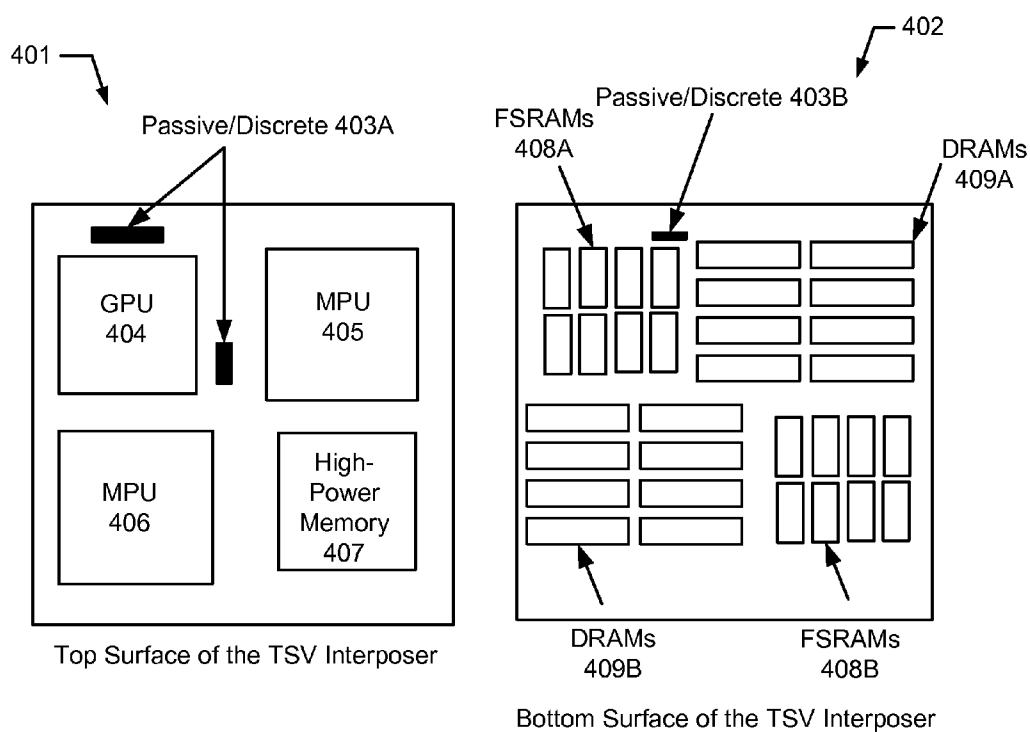 401
402
Passive/Discrete 403A
Passive/Discrete 403B
FSRAMs
408A
DRAMs
409A
GPU
404
MPU
405
MPU
406
High-
Power
Memory
407
Top Surface of the TSV Interposer
DRAMs
409B
FSRAMs
408B
Bottom Surface of the TSV Interposer